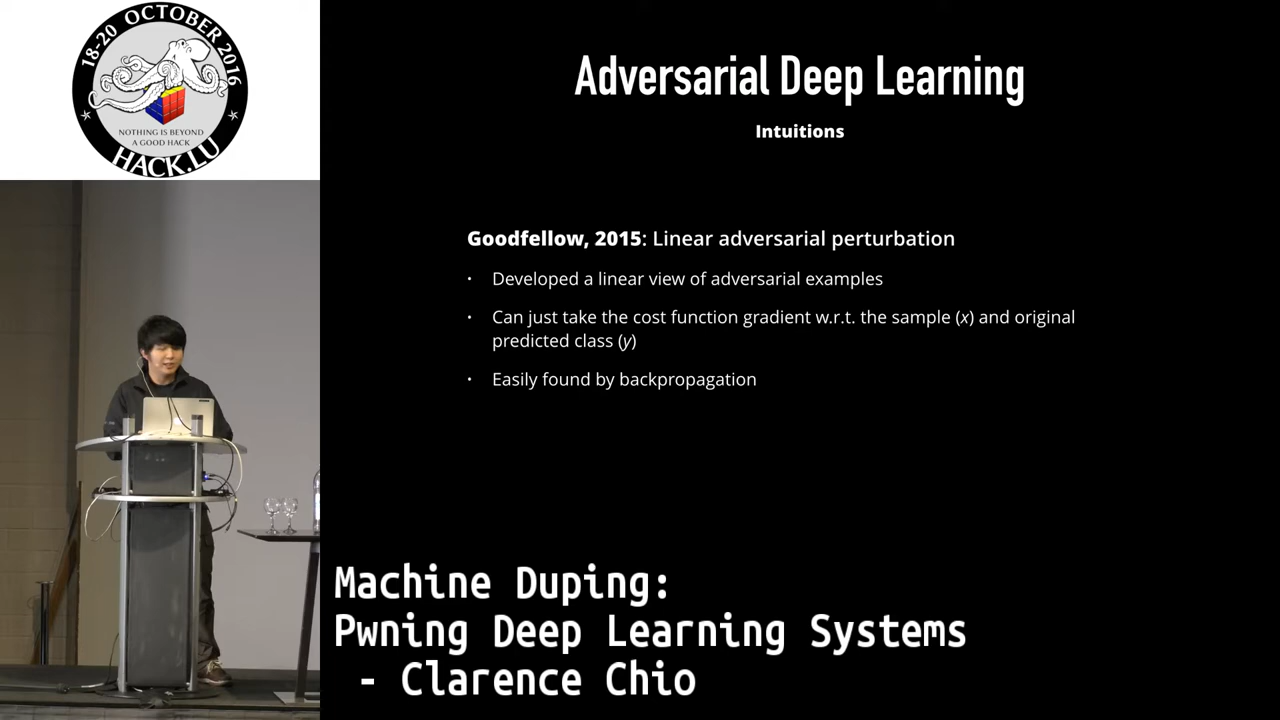 18-20 OCTOBER 2016
NOTHING IS BEYOND
A GOOD HACK
HACK.LU
Adversarial Deep Learning
Intuitions
Goodfellow, 2015: Linear adversarial perturbation
• Developed a linear view of adversarial examples
• Can just take the cost function gradient w.r.t. the sample (x) and original
predicted class (y)
• Easily found by backpropagation
Machine Duping:
Pwning Deep Learning Systems
- Clarence Chio